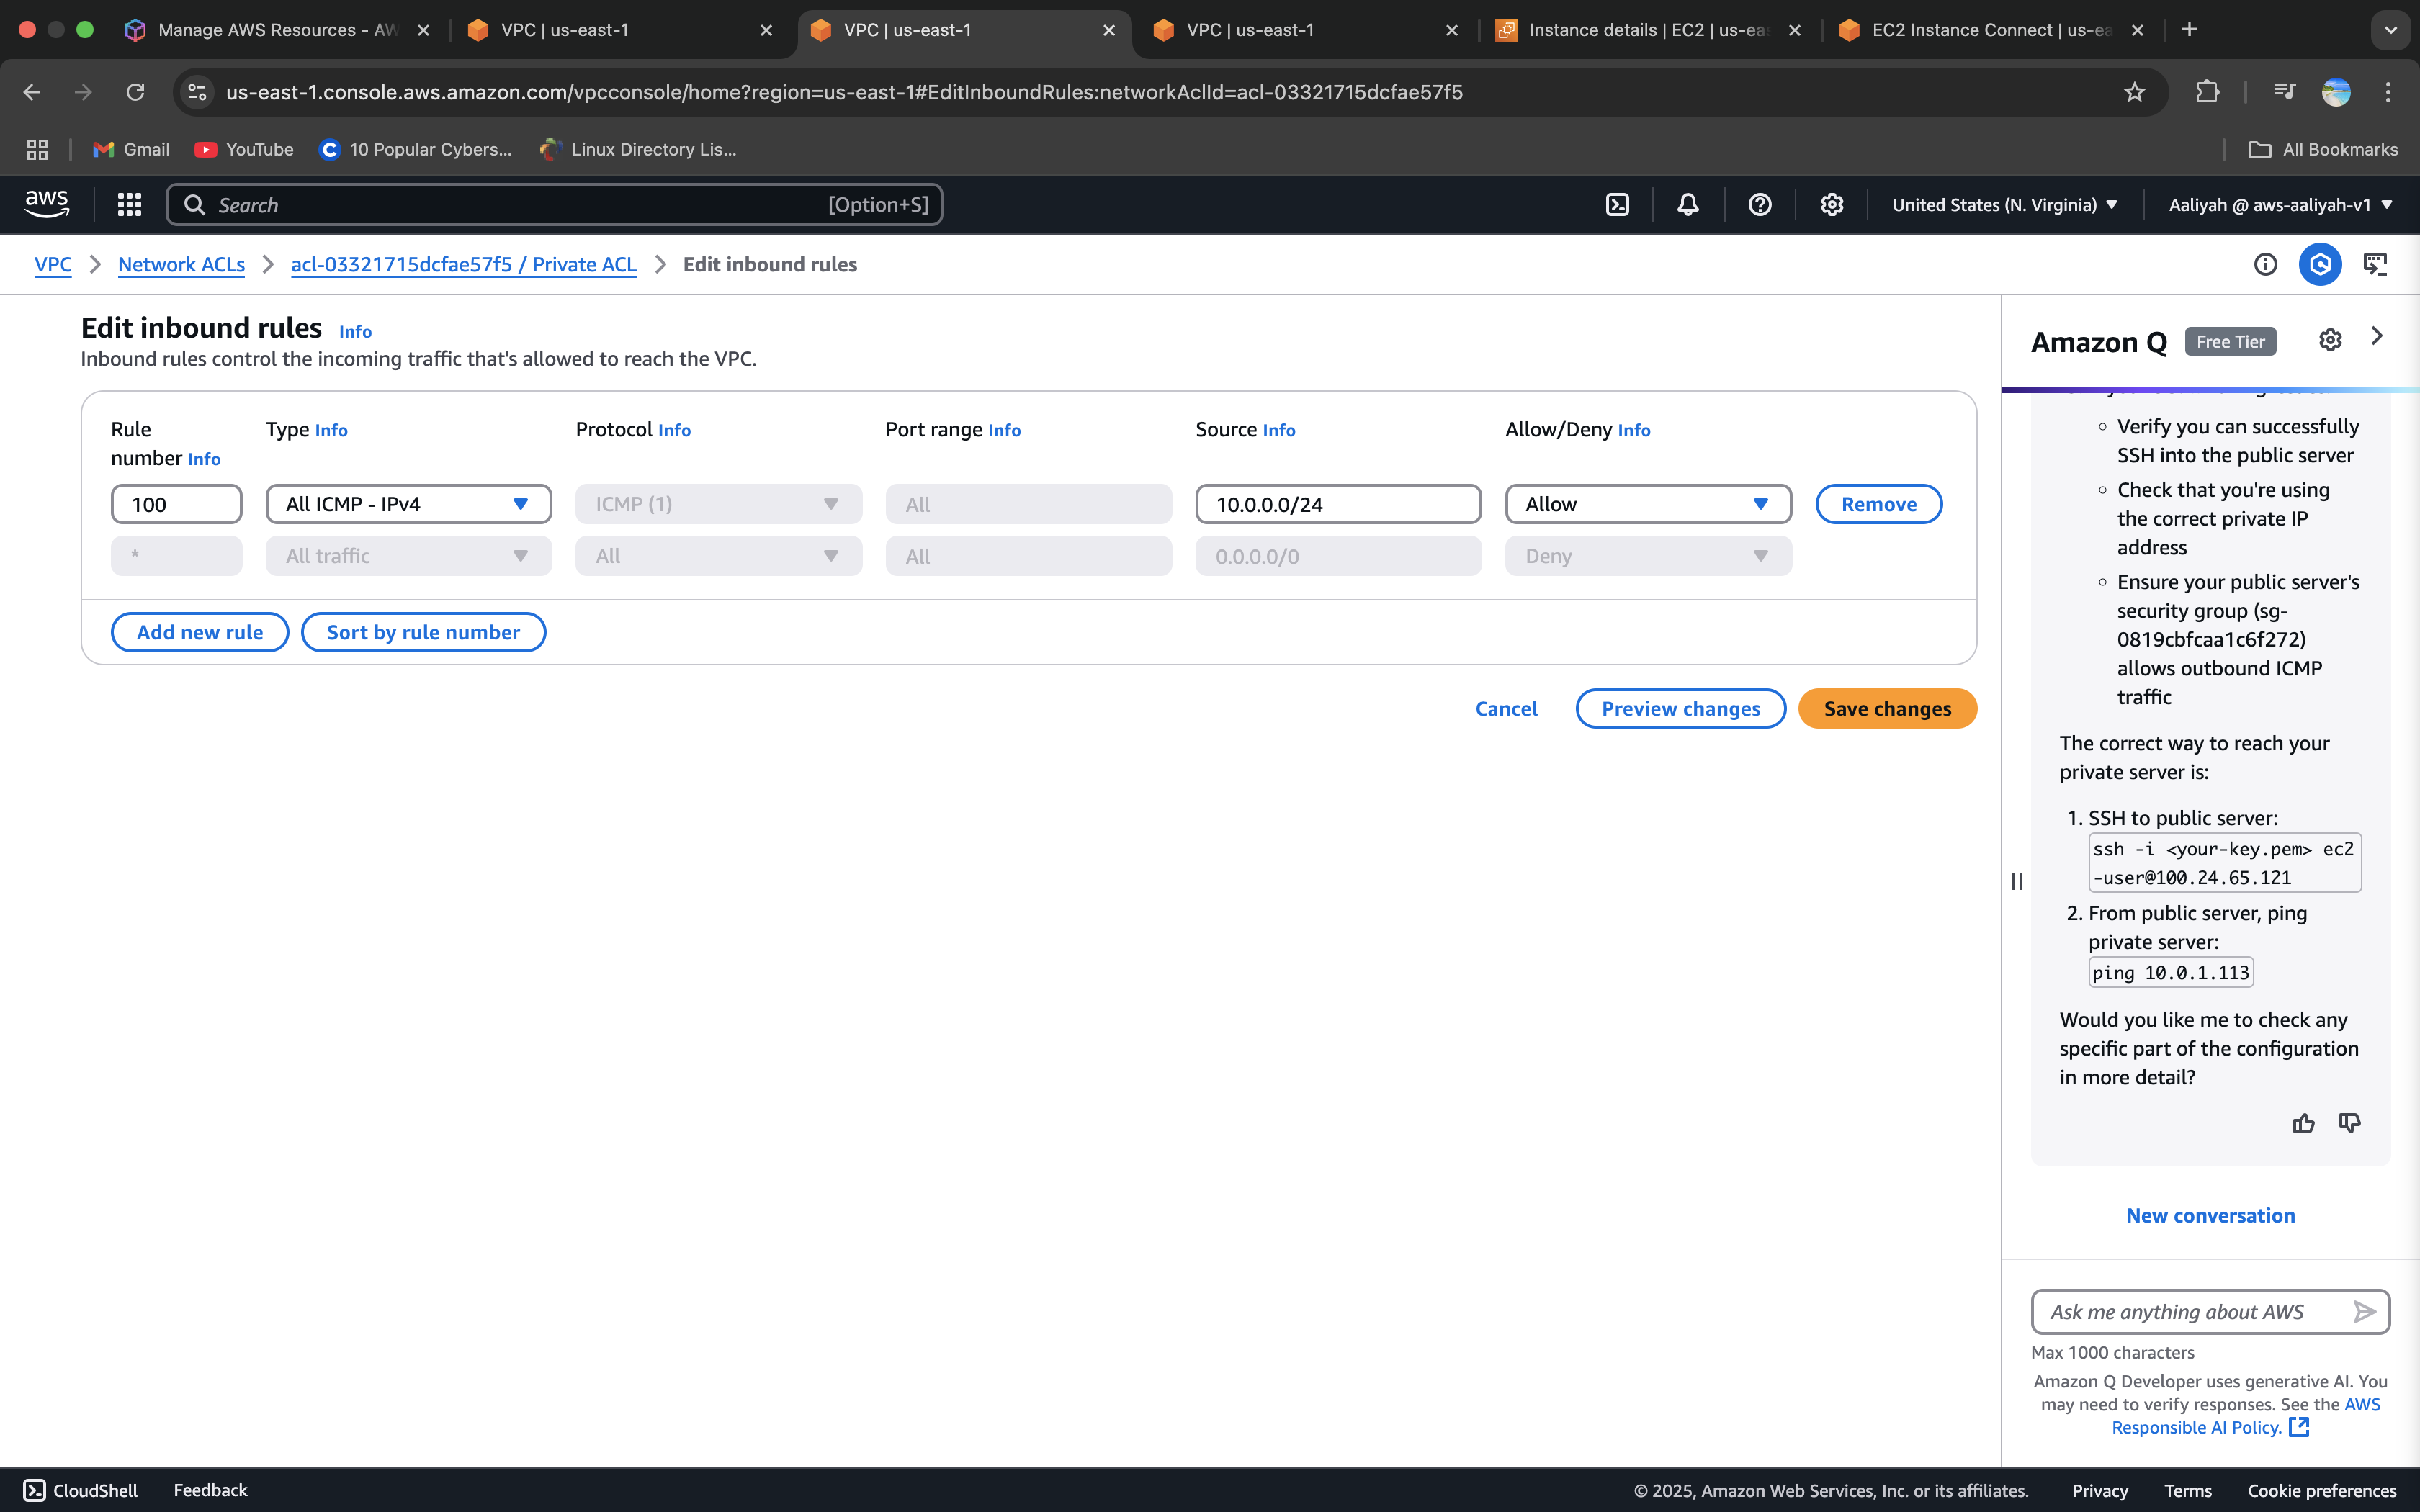 Manage AWS Resources - AW
VPC | us-east-1
VPC | us-east-1
VPC | us-east-1
Instance details | EC2 | us-eas
EC2 Instance Connect | us-ea
us-east-1.console.aws.amazon.com/vpcconsole/home?region=us-east-1#EditInboundRules:networkAclId=acl-03321715dcfae57f5
Gmail
YouTube
10 Popular Cybers...
Linux Directory Lis...
All Bookmarks
aws
Search
[Option+S]
United States (N. Virginia)
Aaliyah @ aws-aaliyah-v1
VPC
Network ACLs
acl-03321715dcfae57f5 / Private ACL
Edit inbound rules
Edit inbound rules Info
Inbound rules control the incoming traffic that's allowed to reach the VPC.
Rule number Info
Type Info
Protocol Info
Port range Info
Source Info
Allow/Deny Info
100
All ICMP - IPv4
ICMP (1)
All
10.0.0.0/24
Allow
Remove
*
All traffic
All
All
0.0.0.0/0
Deny
Add new rule
Sort by rule number
Cancel
Preview changes
Save changes
Amazon Q
Free Tier
Verify you can successfully
SSH into the public server
Check that you're using
the correct private IP
address
Ensure your public server's
security group (sg-
0819cbfcaa1c6f272)
allows outbound ICMP
traffic
The correct way to reach your
private server is:
1. SSH to public server:
ssh -i <your-key.pem> ec2
-user@100.24.65.121
2. From public server, ping
private server:
ping 10.0.1.113
Would you like me to check any
specific part of the configuration
in more detail?
New conversation
Ask me anything about AWS
Max 1000 characters
Amazon Q Developer uses generative AI. You
may need to verify responses. See the AWS
Responsible AI Policy.
CloudShell
Feedback
© 2025, Amazon Web Services, Inc. or its affiliates.
Privacy
Terms
Cookie preferences